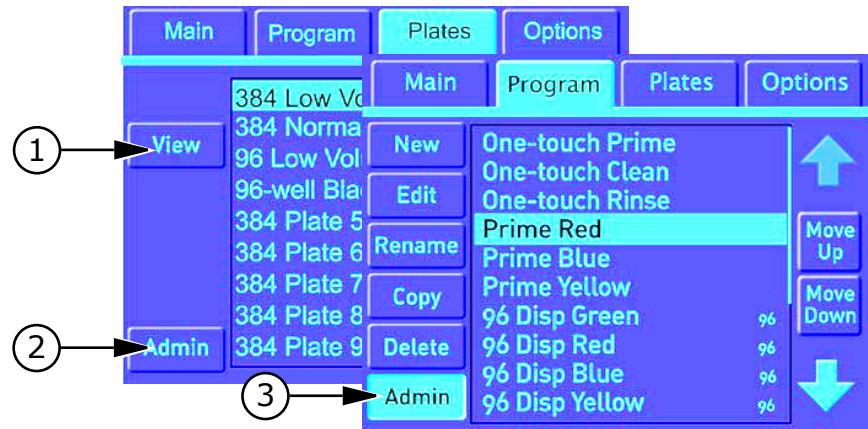 Main Program Plates Options
384 Low Vo
384 Norma
96 Low Vol
96-well Bla
384 Plate 5
384 Plate 6
384 Plate 7
384 Plate 8
384 Plate 9
View
Admin
1
2
3
Main Program Plates Options
New
Edit
Rename
Copy
Delete
Admin
One-touch Prime
One-touch Clean
One-touch Rinse
Prime Red
Prime Blue
Prime Yellow
96 Disp Green 96
96 Disp Red 96
96 Disp Blue 96
96 Disp Yellow 96
Move
Up
Move
Down